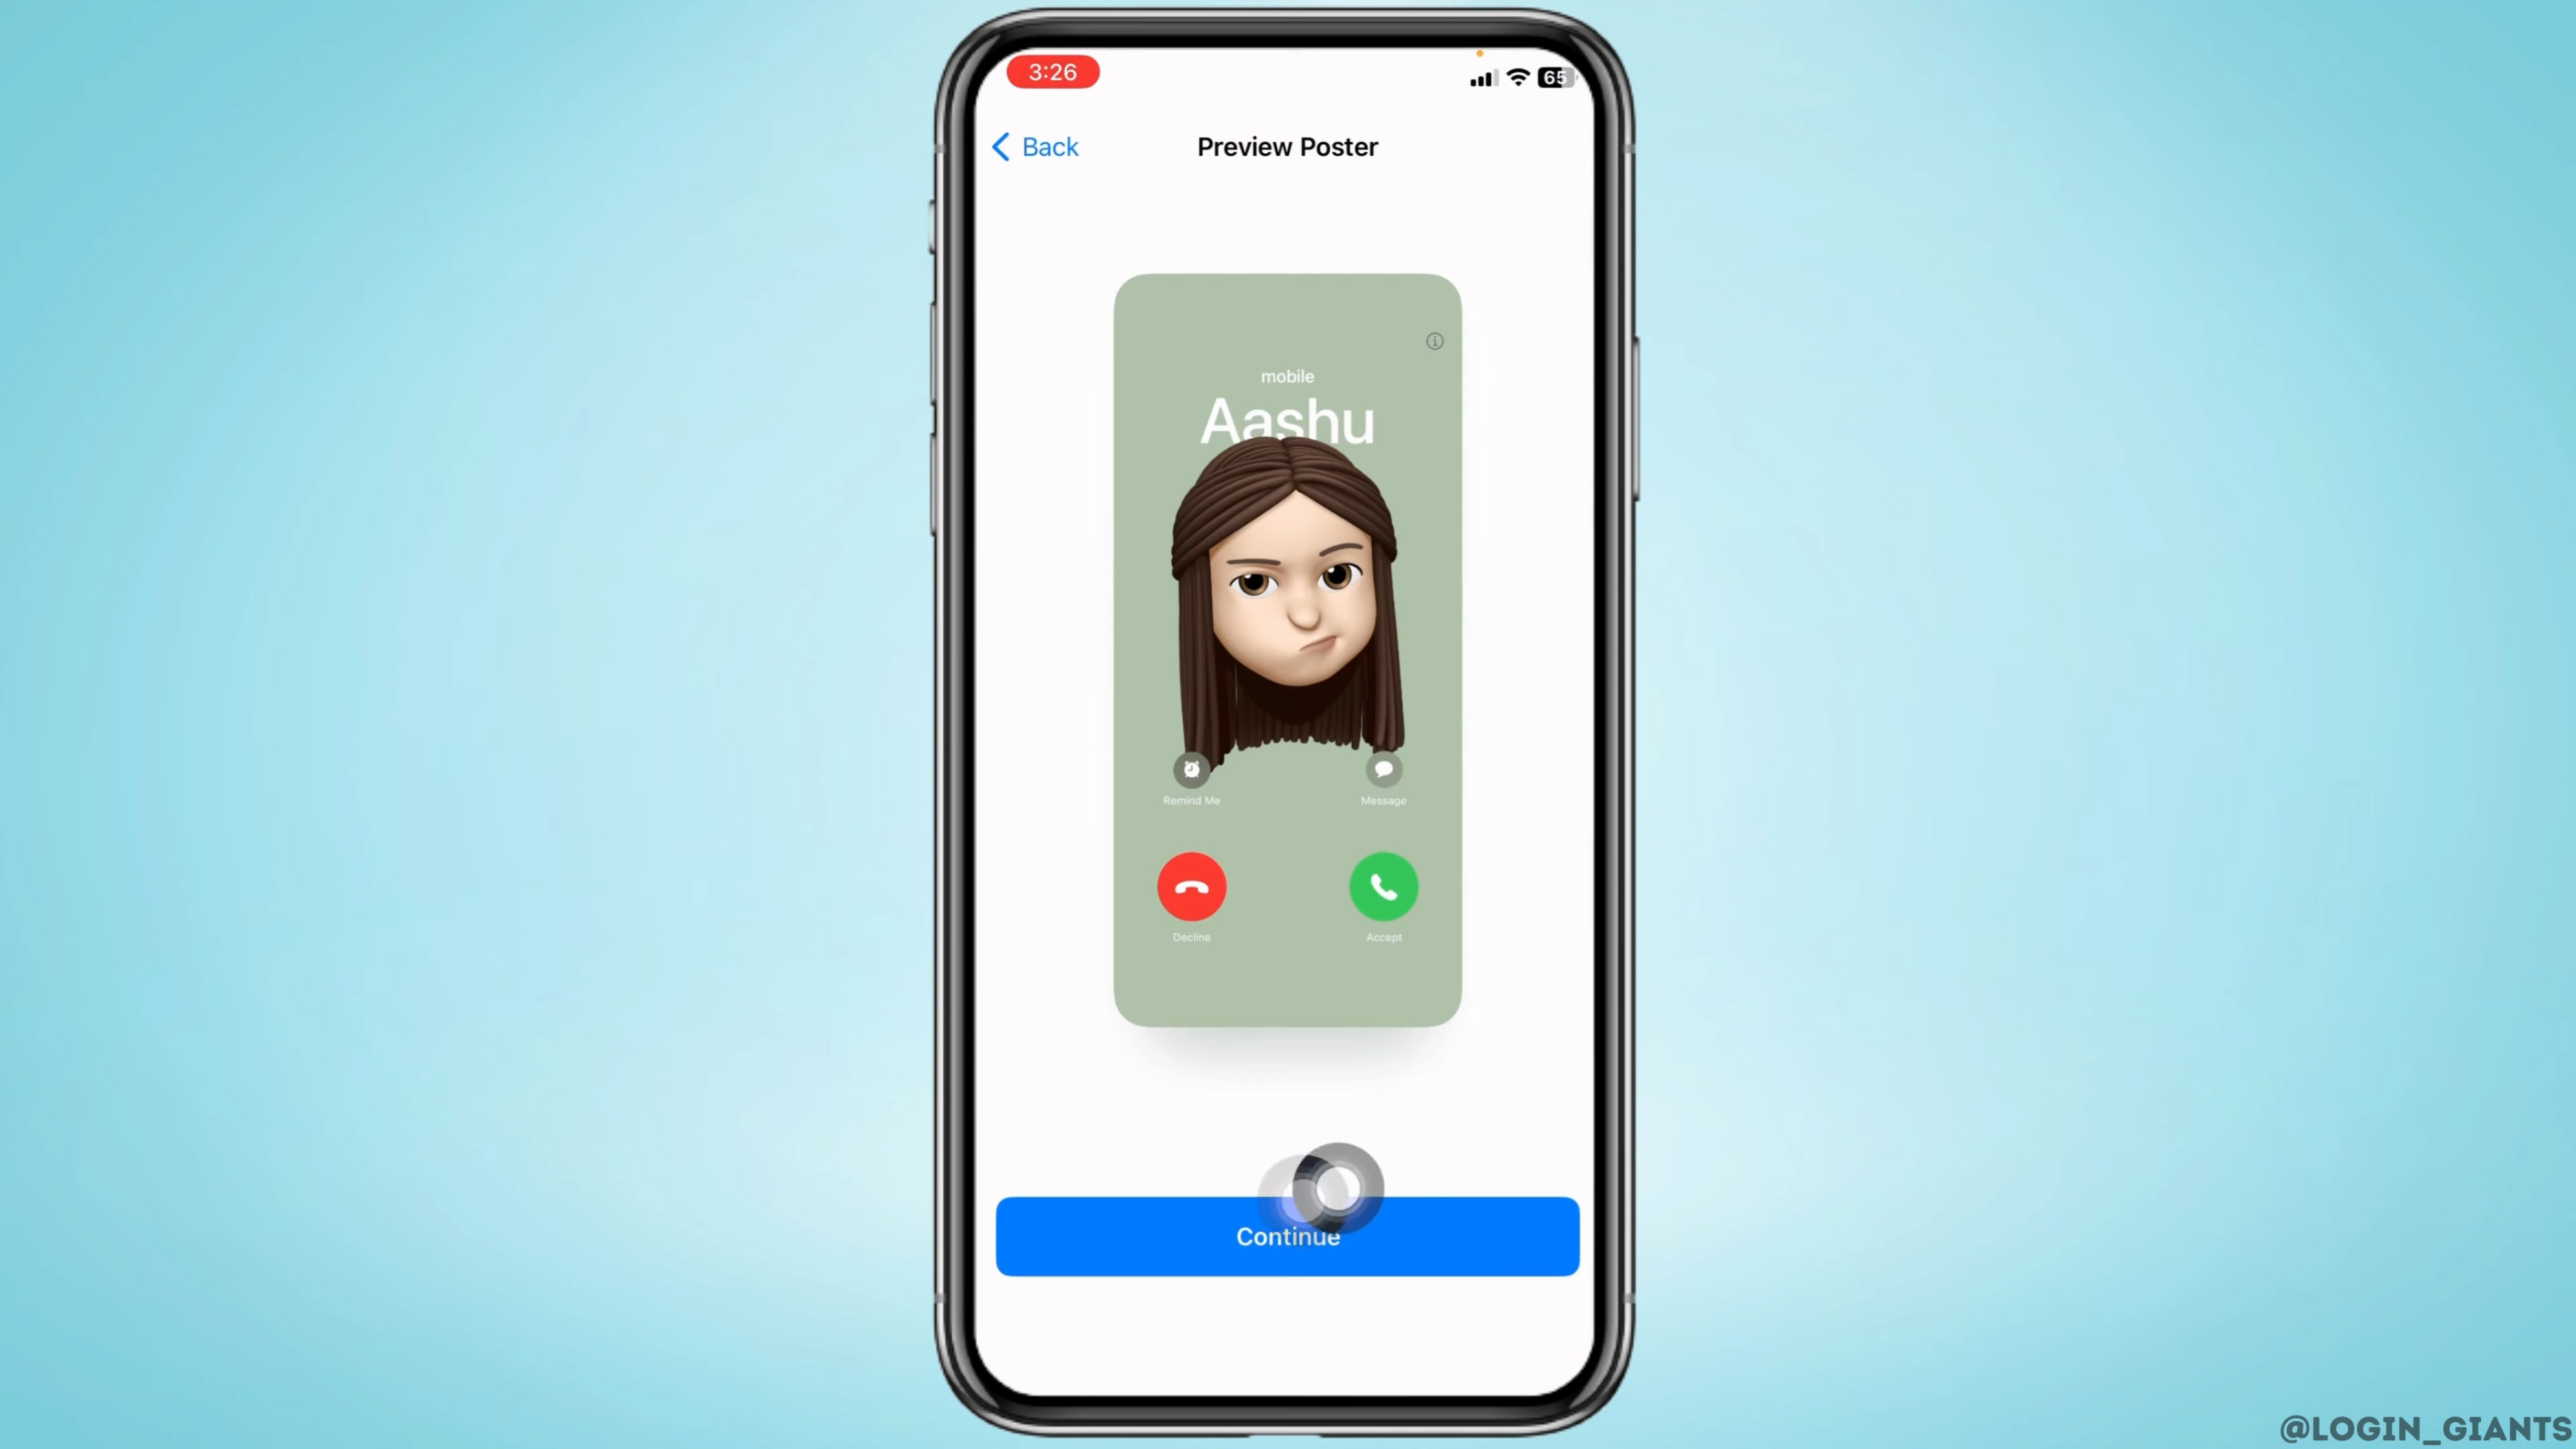 3:26
65
Back
Preview Poster
mobile
Aashu
Remind Me
Message
Decline
Accept
Continue
@LOGIN_GIANTS